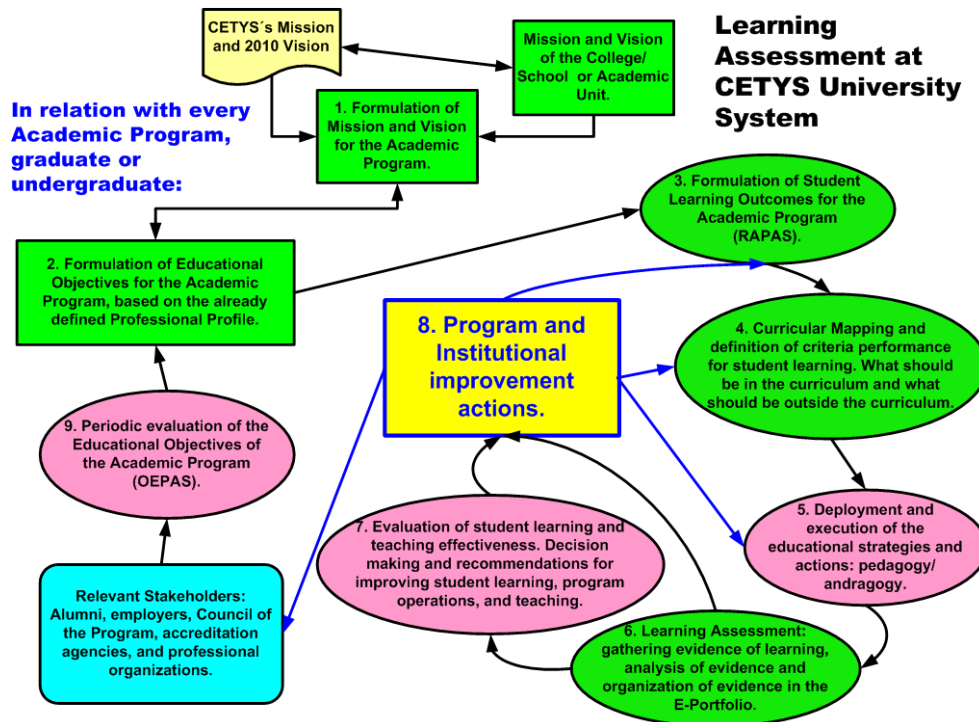 CETYS´s Mission
and 2010 Vision
Mission and Vision
of the College/
School or Academic
Unit.
Learning
Assessment at
CETYS University
System
In relation with every
Academic Program,
graduate or
undergraduate:
1. Formulation of
Mission and Vision
for the Academic
Program.
2. Formulation of Educational
Objectives for the Academic
Program, based on the already
defined Professional Profile.
3. Formulation of Student
Learning Outcomes for the
Academic Program
(RAPAS).
4. Curricular Mapping and
definition of criteria performance
for student learning. What should
be in the curriculum and what
should be outside the curriculum.
8. Program and
Institutional
improvement
actions.
9. Periodic evaluation of the
Educational Objectives of
the Academic Program
(OEPAS).
7. Evaluation of student learning and
teaching effectiveness. Decision
making and recommendations for
improving student learning, program
operations, and teaching.
5. Deployment and
execution of the
educational strategies and
actions: pedagogy/
andragogy.
Relevant Stakeholders:
Alumni, employers, Council of
the Program, accreditation
agencies, and professional
organizations.
6. Learning Assessment:
gathering evidence of learning,
analysis of evidence and
organization of evidence in the
E-Portfolio.